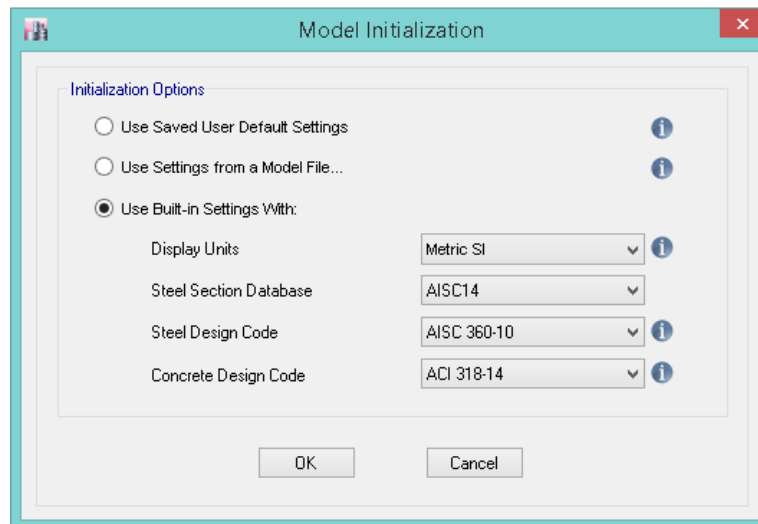 Model Initialization
Initialization Options
Use Saved User Default Settings
Use Settings from a Model File...
Use Built-in Settings With:
Display Units Metric SI
Steel Section Database AISC14
Steel Design Code AISC 360-10
Concrete Design Code ACI 318-14
OK Cancel